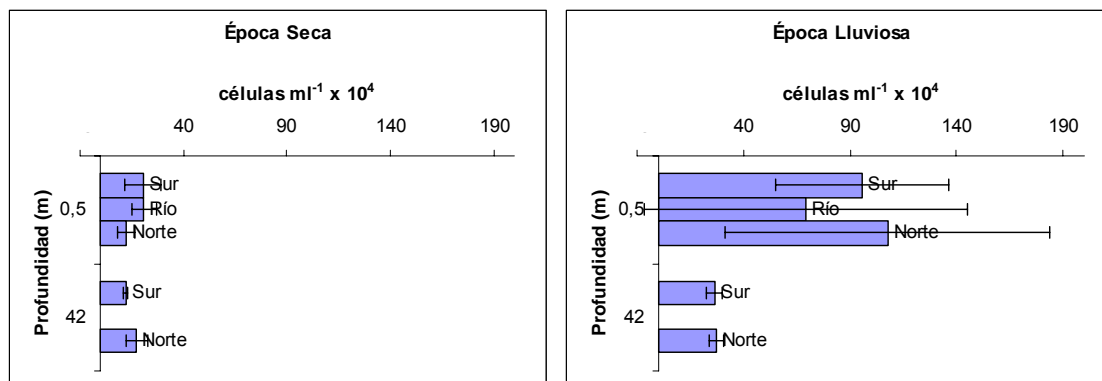 Época Seca
células ml⁻¹ x 10⁴
40 90 140 190
Profundidad (m)
0,5
Sur
Río
Norte
42
Sur
Norte
Época Lluviosa
células ml⁻¹ x 10⁴
40 90 140 190
Profundidad (m)
0,5
Sur
Río
Norte
42
Sur
Norte